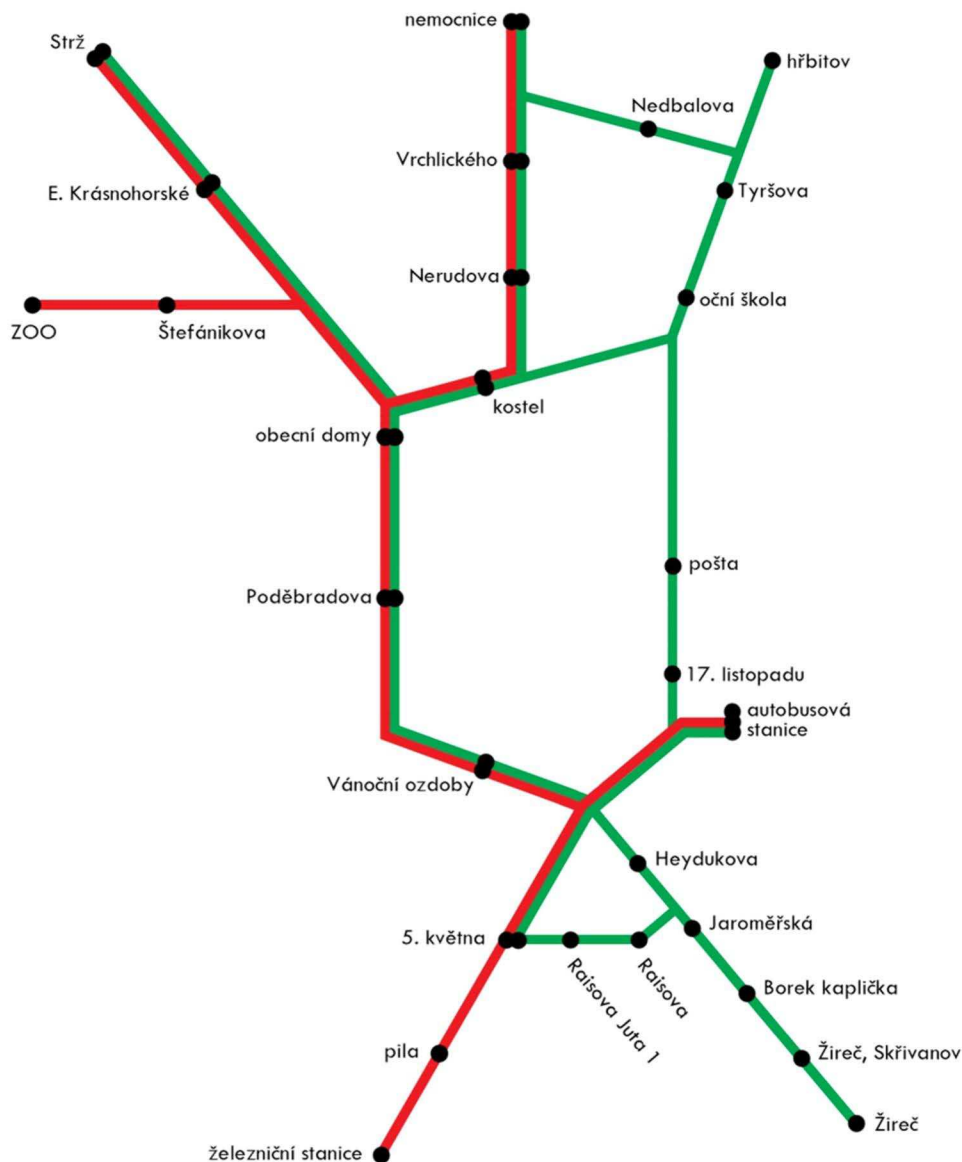 nemocnice
Strž
hřbitov
Nedbalova
Vrchlického
E. Krásnohorské
Tyršova
Nerudova
oční škola
ZOO
Štefánikova
kostel
obecní domy
pošta
Poděbradova
17. listopadu
autobusová
stanice
Vánoční ozdoby
Heydukova
Jaroměřská
5. května
Raisova Juta 1
Raisova
Borek kaplička
pila
Žireč, Skřivanov
Žireč
železniční stanice